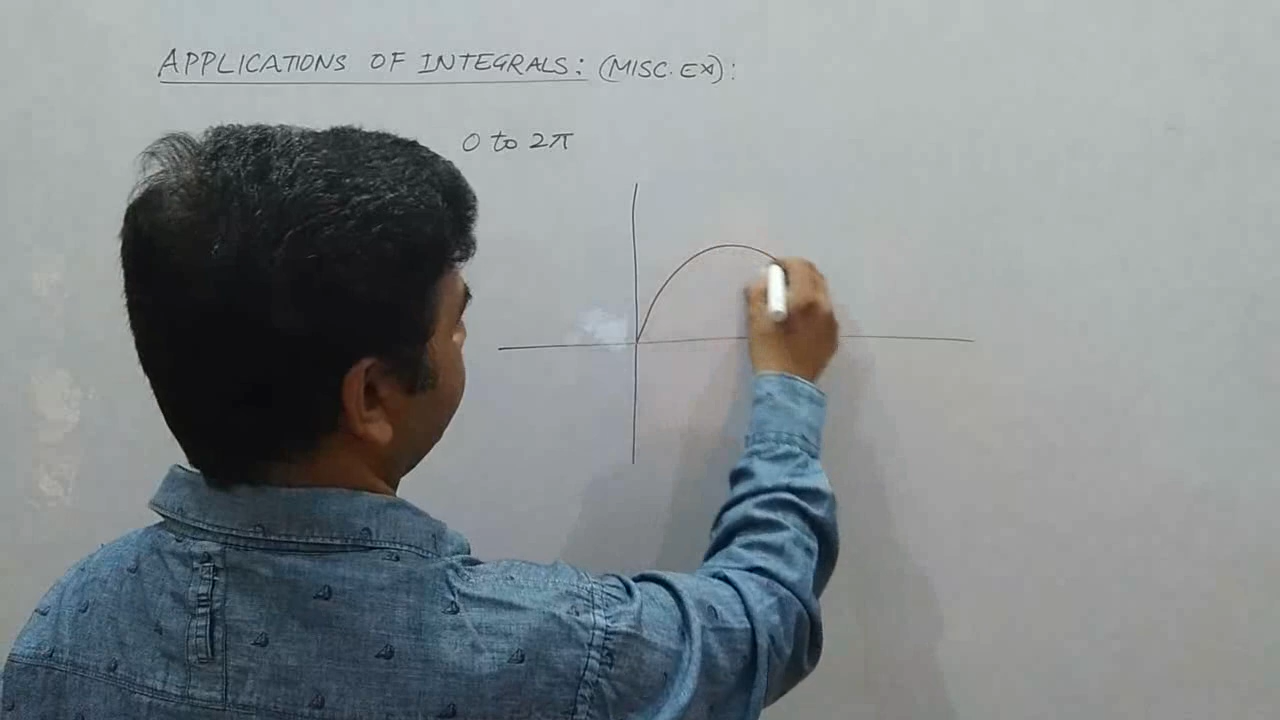 APPLICATIONS OF INTEGRALS: (MISC. EX):
0 to 2π